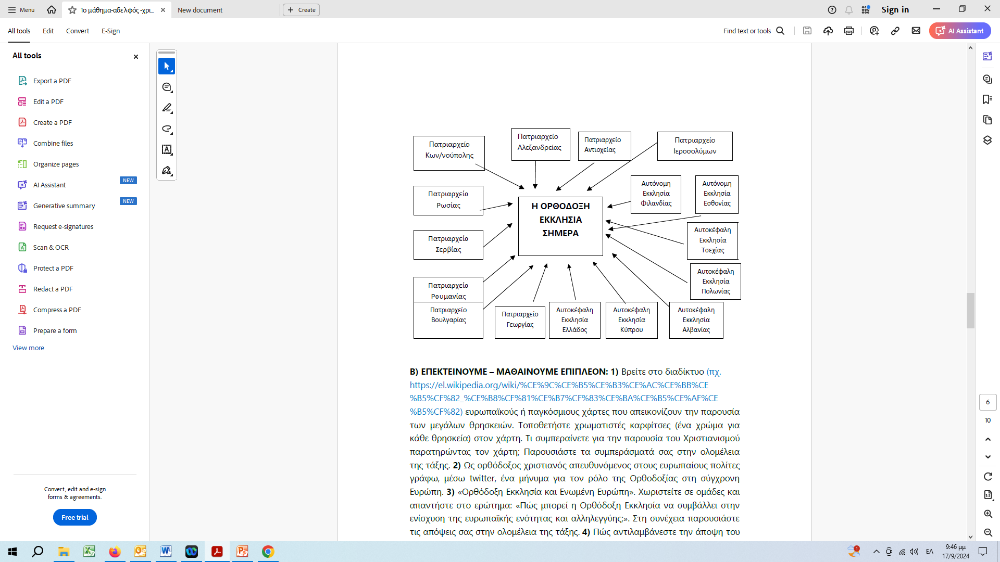 Menu
1ο μάθημα-αδελφός -χρι...
New document
Create
Sign in
All tools
Edit
Convert
E-Sign
Find text or tools
AI Assistant
All tools
Export a PDF
Edit a PDF
Create a PDF
Combine files
Organize pages
AI Assistant
NEW
Generative summary
NEW
Request e-signatures
Scan & OCR
Protect a PDF
Redact a PDF
Compress a PDF
Prepare a form
View more
Convert, edit and e-sign
forms & agreements.
Free trial
Πατριαρχείο
Κων/νούπολης
Πατριαρχείο
Αλεξανδρείας
Πατριαρχείο
Αντιοχείας
Πατριαρχείο
Ιεροσολύμων
Πατριαρχείο
Ρωσίας
Αυτόνομη
Εκκλησία
Φιλανδίας
Αυτόνομη
Εκκλησία
Εσθονίας
Η ΟΡΘΟΔΟΞΗ
ΕΚΚΛΗΣΙΑ
ΣΗΜΕΡΑ
Πατριαρχείο
Σερβίας
Αυτοκέφαλη
Εκκλησία
Τσεχίας
Αυτοκέφαλη
Εκκλησία
Πολωνίας
Πατριαρχείο
Ρουμανίας
Πατριαρχείο
Βουλγαρίας
Πατριαρχείο
Γεωργίας
Αυτοκέφαλη
Εκκλησία
Ελλάδος
Αυτοκέφαλη
Εκκλησία
Κύπρου
Αυτοκέφαλη
Εκκλησία
Αλβανίας
Β) ΕΠΕΚΤΕΙΝΟΥΜΕ – ΜΑΘΑΙΝΟΥΜΕ ΕΠΙΠΛΕΟΝ: 1) Βρείτε στο διαδίκτυο (πχ.
https://el.wikipedia.org/wiki/%CE%9C%CE%B5%CE%B3%CE%AC%CE%BB%CE
%B5%CF%82_%CE%B8%CF%81%CE%B7%CF%83%CE%BA%CE%B5%CE%AF%CE
%B5%CF%82) ευρωπαϊκούς ή παγκόσμιους χάρτες που απεικονίζουν την παρουσία
των μεγάλων θρησκειών. Τοποθετήστε χρωματιστές καρφίτσες (ένα χρώμα για
κάθε θρησκεία) στον χάρτη. Τι συμπεραίνετε για την παρουσία του Χριστιανισμού
παρατηρώντας τον χάρτη; Παρουσιάστε τα συμπεράσματά σας στην ολομέλεια
της τάξης. 2) Ως ορθόδοξος χριστιανός απευθυνόμενος στους ευρωπαίους πολίτες
γράφω, μέσω twitter, ένα μήνυμα για τον ρόλο της Ορθοδοξίας στη σύγχρονη
Ευρώπη. 3) «Ορθόδοξη Εκκλησία και Ενωμένη Ευρώπη». Χωριστείτε σε ομάδες και
απαντήστε στο ερώτημα: «Πώς μπορεί η Ορθόδοξη Εκκλησία να συμβάλλει στην
ενίσχυση της ευρωπαϊκής ενότητας και αλληλεγγύης;». Στη συνέχεια παρουσιάστε
τις απόψεις σας στην ολομέλεια της τάξης. 4) Πώς αντιλαμβάνεστε την άποψη του
6
10
1
ΕΛ
9:46 μμ
17/9/2024